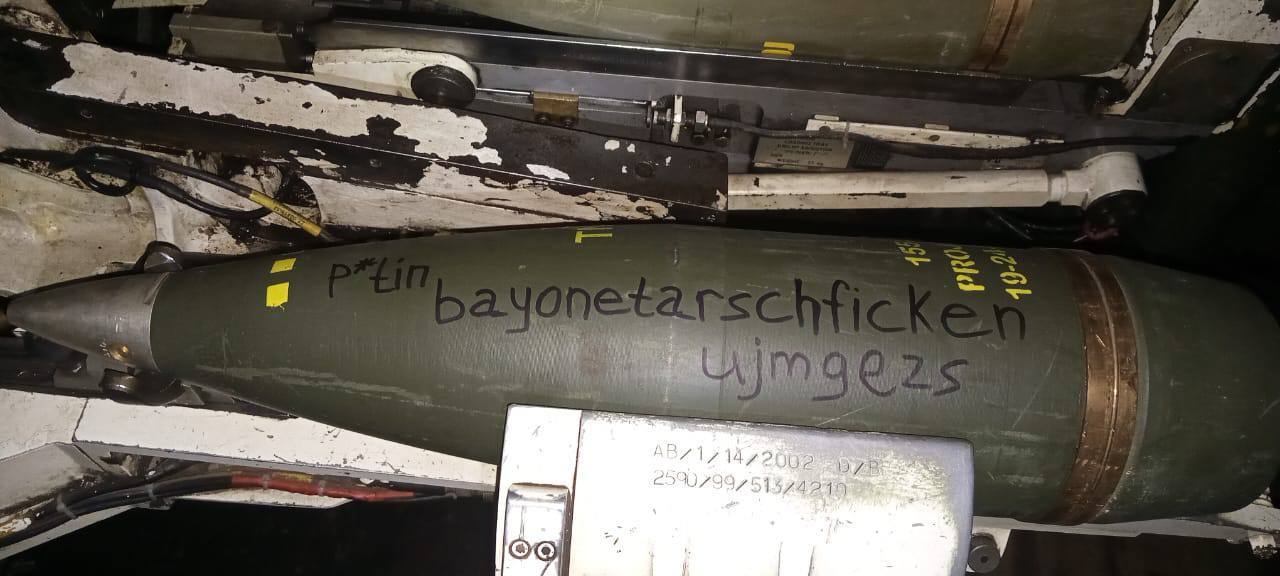 p*tin
bayonetarschficken
ujmgezs
AB/1/14/2002 D/B
2590/99/513/4210